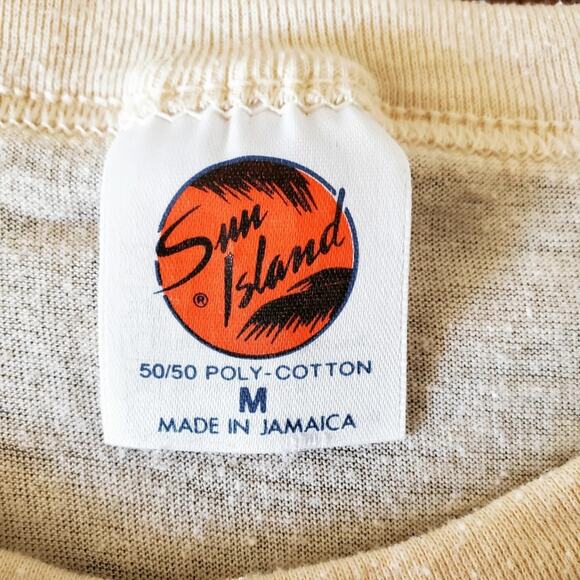 Sun
® Island
50/50 POLY-COTTON
M
MADE IN JAMAICA